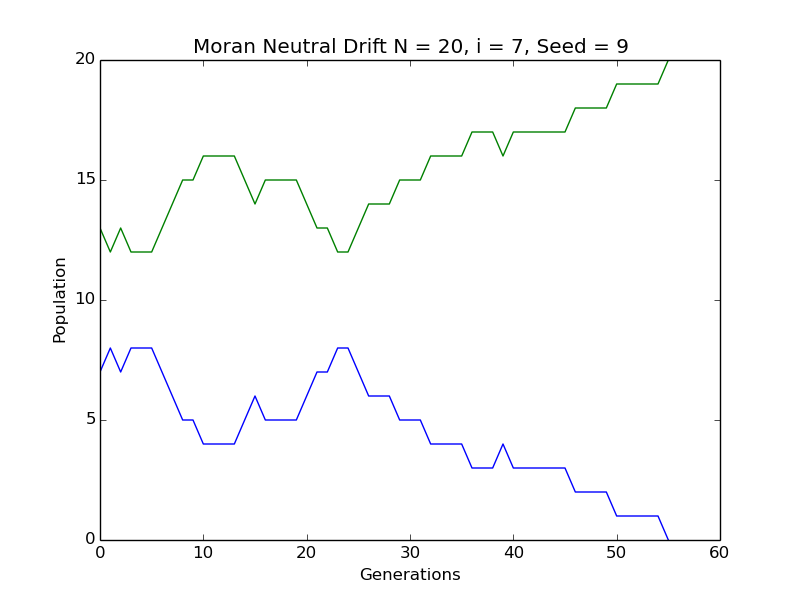 Moran Neutral Drift N = 20, i = 7, Seed = 9
20
15
10
5
0
Population
0 10 20 30 40 50 60
Generations